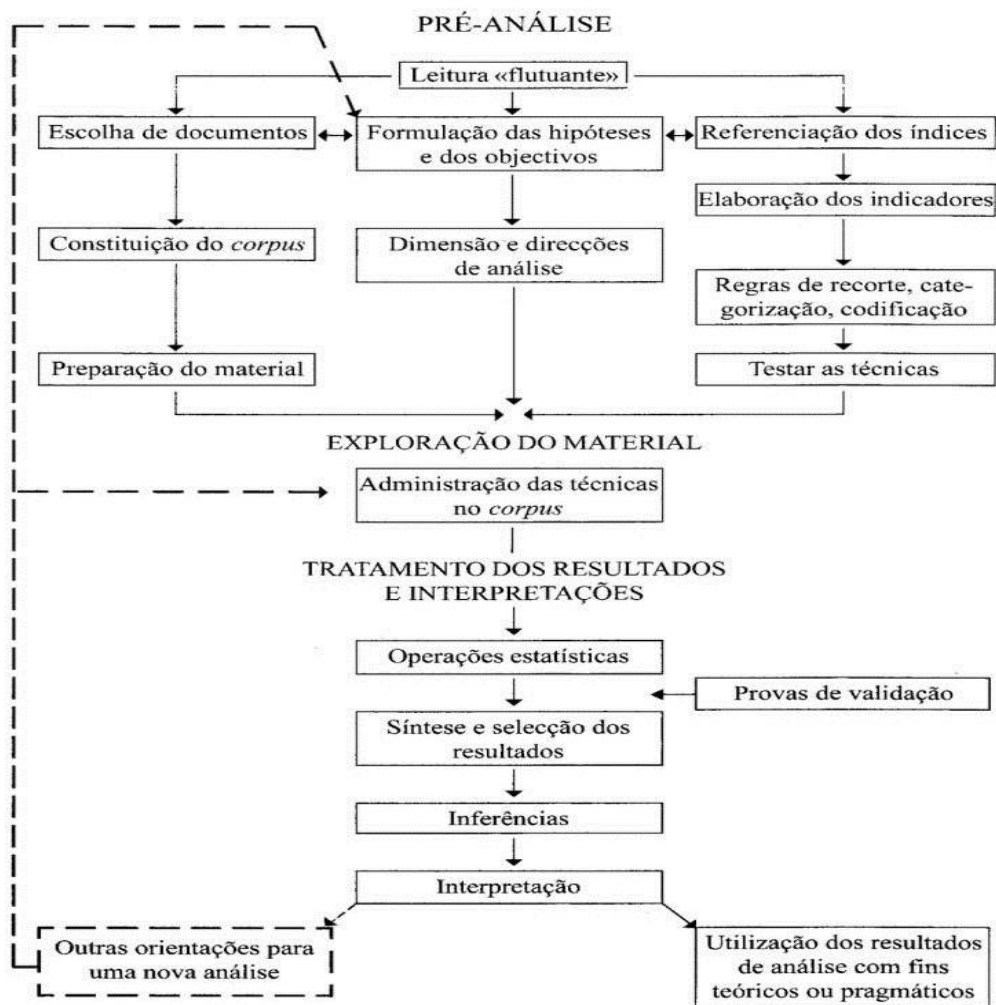 PRÉ-ANÁLISE
Leitura «flutuante»
Escolha de documentos
Formulação das hipóteses
e dos objectivos
Referenciação dos índices
Elaboração dos indicadores
Constituição do corpus
Dimensão e direcções
de análise
Regras de recorte, cate-
gorização, codificação
Preparação do material
Testar as técnicas
EXPLORAÇÃO DO MATERIAL
Administração das técnicas
no corpus
TRATAMENTO DOS RESULTADOS
E INTERPRETAÇÕES
Operações estatísticas
Provas de validação
Síntese e selecção dos
resultados
Inferências
Interpretação
Outras orientações para
uma nova análise
Utilização dos resultados
de análise com fins
teóricos ou pragmáticos